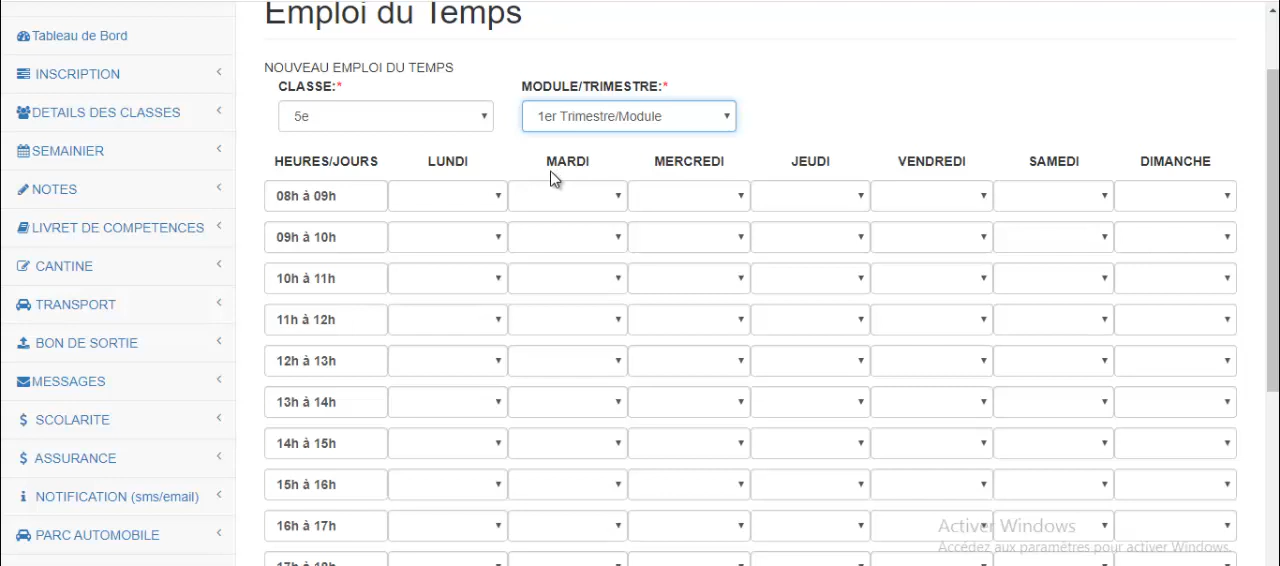 Emploi du Temps
Tableau de Bord
INSCRIPTION
DETAILS DES CLASSES
SEMAINIER
NOTES
LIVRET DE COMPETENCES
CANTINE
TRANSPORT
BON DE SORTIE
MESSAGES
SCOLARITE
ASSURANCE
NOTIFICATION (sms/email)
PARC AUTOMOBILE
NOUVEAU EMPLOI DU TEMPS
CLASSE:* MODULE/TRIMESTRE:*
5e 1er Trimestre/Module
HEURES/JOURS LUNDI MARDI MERCREDI JEUDI VENDREDI SAMEDI DIMANCHE
08h à 09h
09h à 10h
10h à 11h
11h à 12h
12h à 13h
13h à 14h
14h à 15h
15h à 16h
16h à 17h
17h à 18h
Activer Windows
Accédez aux paramètres pour activer Windows.